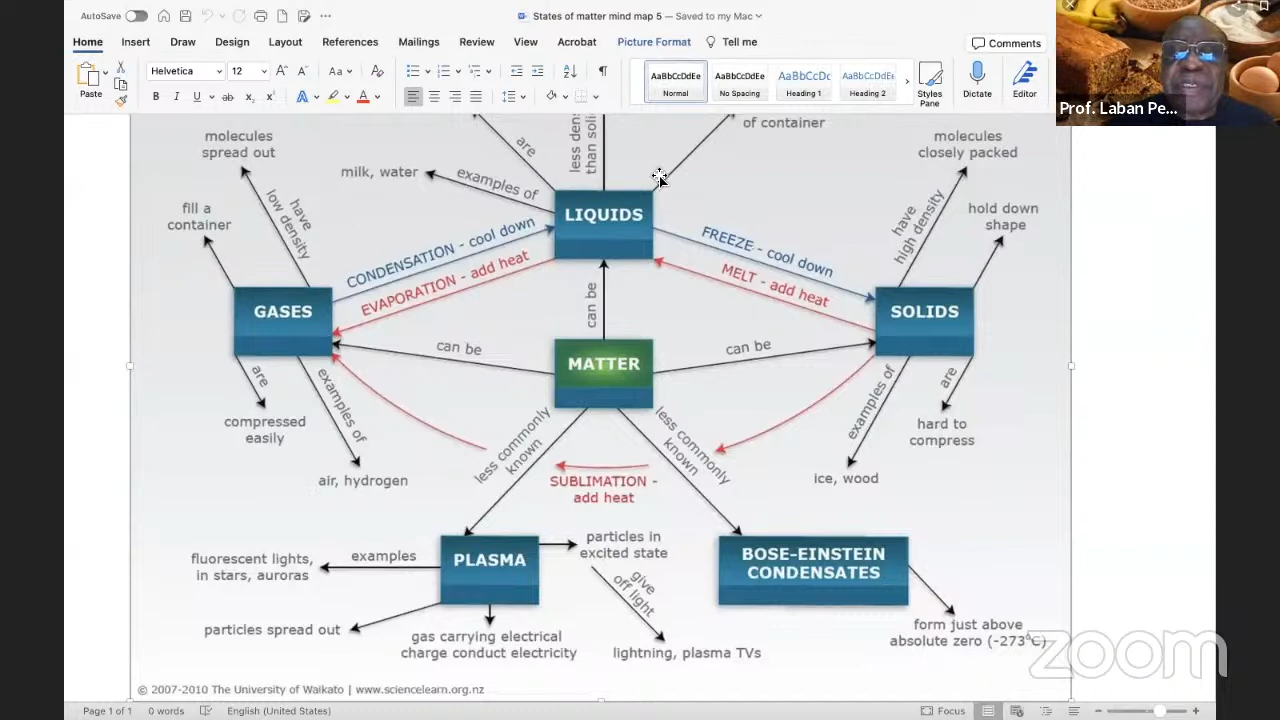 AutoSave
States of matter mind map 5 — Saved to my Mac
Home Insert Draw Design Layout References Mailings Review View Acrobat Picture Format Tell me
Comments
Paste
Helvetica 12
AaBbCcDdEe
Normal
AaBbCcDdEe
No Spacing
AaBbCcDc
Heading 1
AaBbCcDdEe
Heading 2
Styles
Pane
Dictate
Editor
Prof. Laban Pe...
molecules
spread out
are
less den
than soli
of container
molecules
closely packed
milk, water
examples of
LIQUIDS
fill a
container
have
low density
have
high density
hold down
shape
CONDENSATION - cool down
EVAPORATION - add heat
FREEZE - cool down
MELT - add heat
GASES
SOLIDS
can be
can be
can be
MATTER
are
examples of
examples of
are
compressed
easily
hard to
compress
less commonly
known
less commonly
known
air, hydrogen
ice, wood
SUBLIMATION -
add heat
PLASMA
particles in
excited state
BOSE-EINSTEIN
CONDENSATES
fluorescent lights,
in stars, auroras
examples
give
off light
particles spread out
gas carrying electrical
charge conduct electricity
lightning, plasma TVs
form just above
absolute zero (-273°C)
zoom
© 2007-2010 The University of Waikato | www.sciencelearn.org.nz
Page 1 of 1 0 words English (United States) Focus